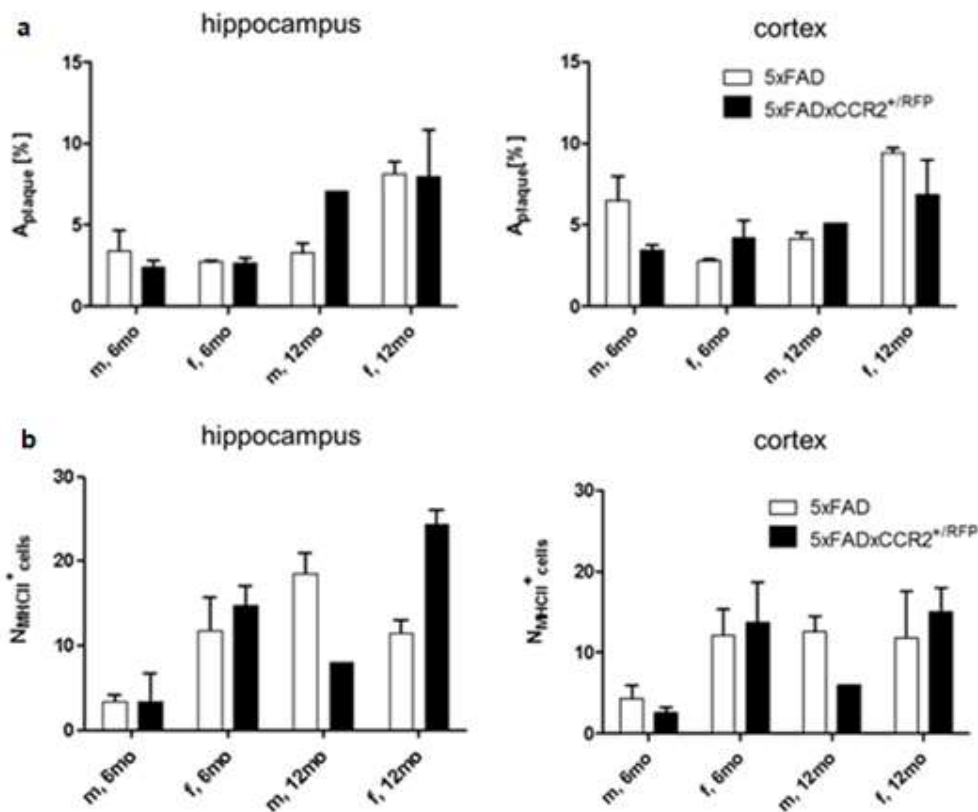 a
hippocampus
15
10
5
0
Aplaque [%]
m, 6mo
f, 6mo
m, 12mo
f, 12mo
cortex
15
10
5
0
Aplaque[%]
5xFAD
5xFADxCCR2+/RFP
m, 6mo
f, 6mo
m, 12mo
f, 12mo
b
hippocampus
30
20
10
0
NMHCII+ cells
m, 6mo
f, 6mo
m, 12mo
f, 12mo
cortex
30
20
10
0
NMHCII+ cells
5xFAD
5xFADxCCR2+/RFP
m, 6mo
f, 6mo
m, 12mo
f, 12mo